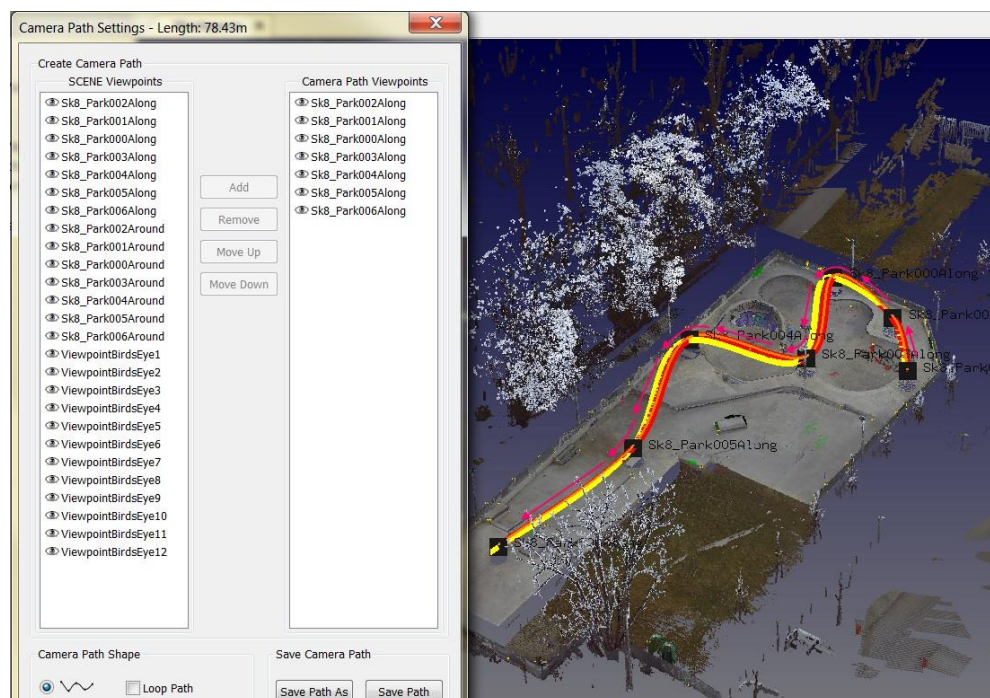 Camera Path Settings - Length: 78.43m
Create Camera Path
SCENE Viewpoints
Sk8_Park002Along
Sk8_Park001Along
Sk8_Park000Along
Sk8_Park003Along
Sk8_Park004Along
Sk8_Park005Along
Sk8_Park006Along
Sk8_Park002Around
Sk8_Park001Around
Sk8_Park000Around
Sk8_Park003Around
Sk8_Park004Around
Sk8_Park005Around
Sk8_Park006Around
ViewpointBirdsEye1
ViewpointBirdsEye2
ViewpointBirdsEye3
ViewpointBirdsEye4
ViewpointBirdsEye5
ViewpointBirdsEye6
ViewpointBirdsEye7
ViewpointBirdsEye8
ViewpointBirdsEye9
ViewpointBirdsEye10
ViewpointBirdsEye11
ViewpointBirdsEye12
Add
Remove
Move Up
Move Down
Camera Path Viewpoints
Sk8_Park002Along
Sk8_Park001Along
Sk8_Park000Along
Sk8_Park003Along
Sk8_Park004Along
Sk8_Park005Along
Sk8_Park006Along
Camera Path Shape
Loop Path
Save Camera Path
Save Path As
Save Path
Sk8_Park000Along
Sk8_Park00
Sk8_Park004Along
Sk8_Park003Along
Sk8_Park
Sk8_Park005Along